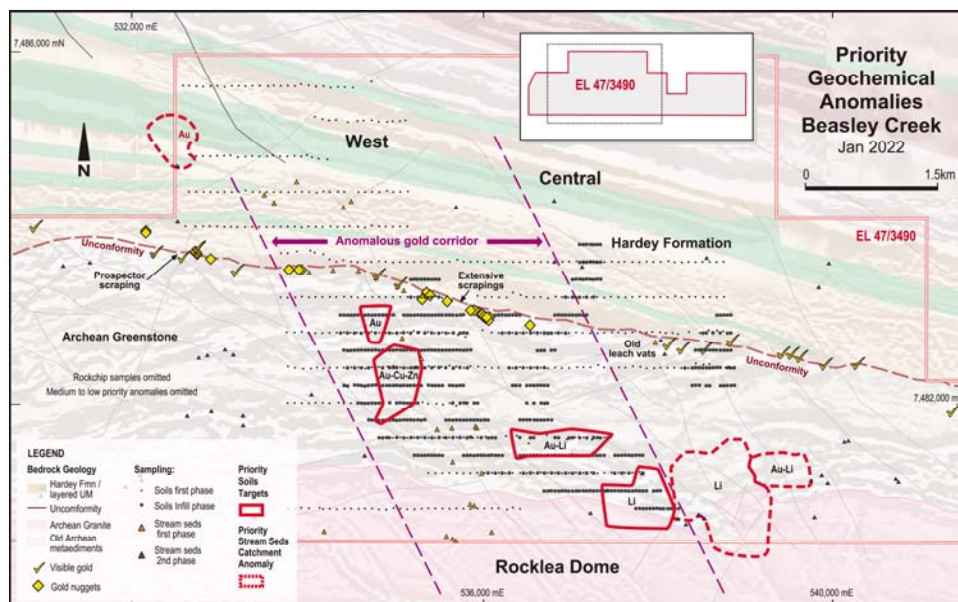 532,000 mE
7,486,000 mN
Priority
Geochemical
Anomalies
Beasley Creek
Jan 2022
EL 47/3490
0 1.5km
N
Au
West
Central
Anomalous gold corridor
Hardey Formation
EL 47/3490
Unconformity
Prospector
scraping
Extensive
scrapings
Archean Greenstone
Au
Old
leach vats
Unconformity
Au-Cu-Zn
Rockchip samples omitted
Medium to low priority anomalies omitted
7,482,000 mN
Au-Li
Au-Li
Li
Li
LEGEND
Bedrock Geology
Hardey Fmn /
layered UM
Uncomformity
Archean Granite
Old Archean
metaediments
Visible gold
Gold nuggets
Sampling:
Soils first phase
Soils Infill phase
Stream seds
first phase
Stream seds
2nd phase
Priority
Soils
Targets
Priority
Stream Seds
Catchment
Anomaly
Rocklea Dome
536,000 mE
540,000 mE